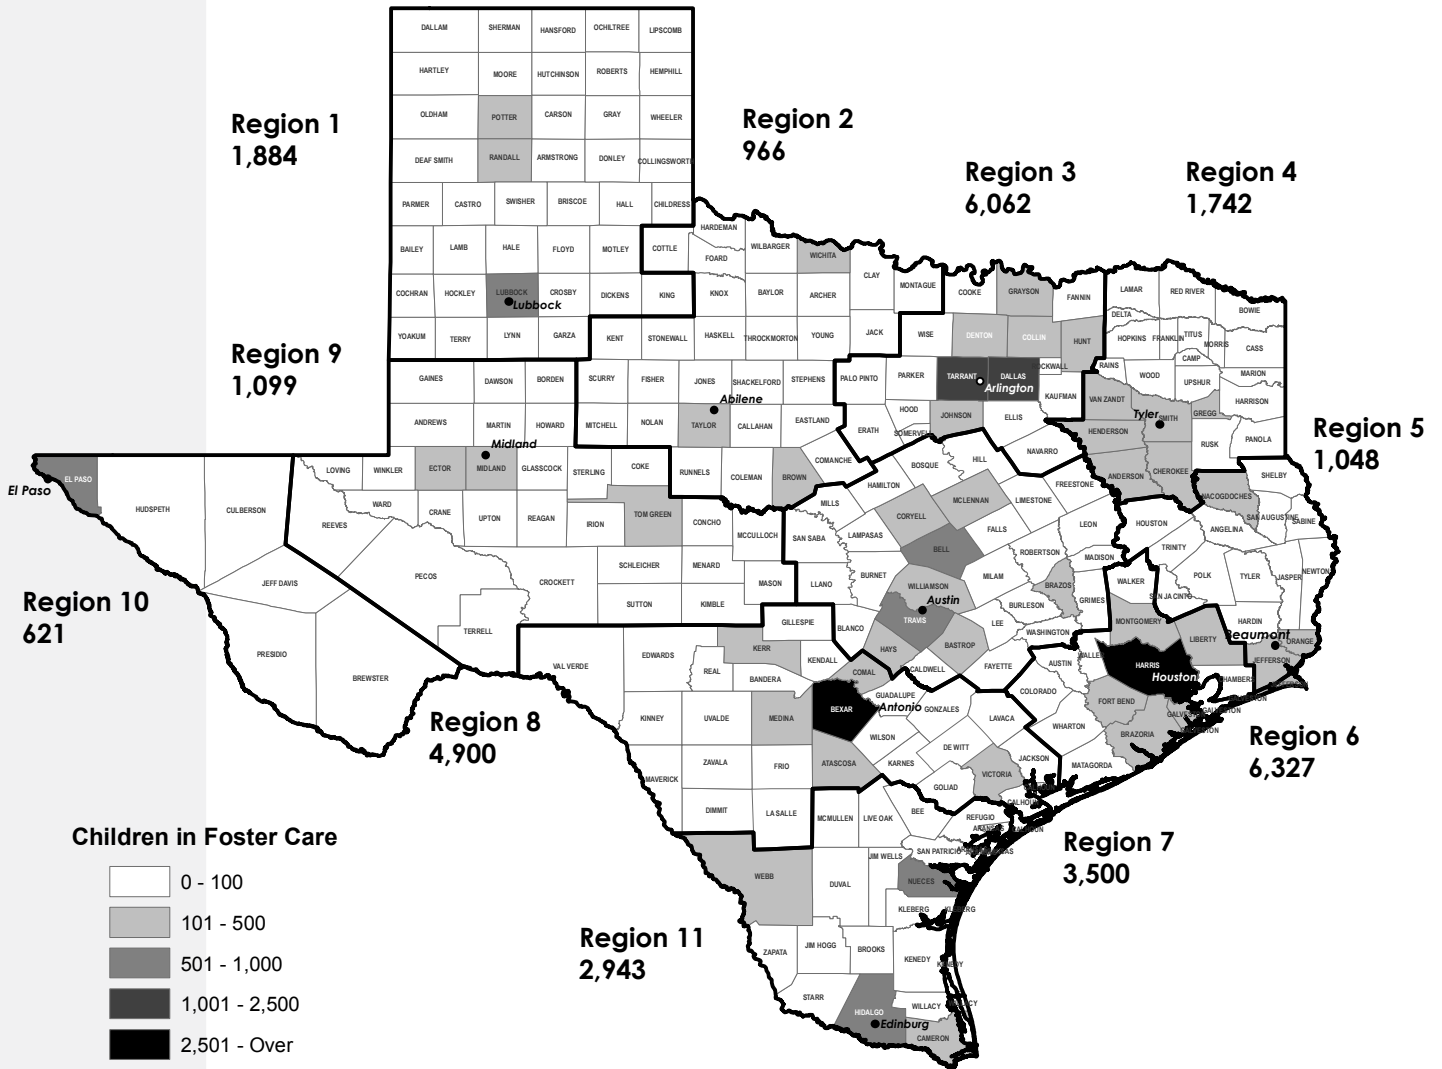 DALLAM SHERMAN HANSFORD OCHILTREE LIPSCOMB
HARTLEY MOORE HUTCHINSON ROBERTS HEMPHILL
OLDHAM POTTER CARSON GRAY WHEELER
Region 1
1,884
Region 2
966
DEAF SMITH RANDALL ARMSTRONG DONLEY COLLINGSWORTH
Region 3
6,062
Region 4
1,742
PARMER CASTRO SWISHER BRISCOE HALL CHILDRESS
BAILEY LAMB HALE FLOYD MOTLEY COTTLE HARDEMAN FOARD WILBARGER WICHITA CLAY MONTAGUE COOKE GRAYSON FANNIN LAMAR RED RIVER BOWIE
COCHRAN HOCKLEY LUBBOCK CROSBY DICKENS KING KNOX BAYLOR ARCHER
Lubbock
YOAKUM TERRY LYNN GARZA KENT STONEWALL HASKELL THROCKMORTON YOUNG JACK WISE DENTON COLLIN HUNT DELTA HOPKINS FRANKLIN TITUS MORRIS CASS CAMP
Region 9
1,099
GAINES DAWSON BORDEN SCURRY FISHER JONES SHACKELFORD STEPHENS PALO PINTO PARKER TARRANT DALLAS ROCKWALL RAINS WOOD UPSHUR MARION
Arlington
KAUFMAN VAN ZANDT HARRISON
Abilene
ANDREWS MARTIN HOWARD MITCHELL NOLAN TAYLOR CALLAHAN EASTLAND ERATH HOOD SOMERVELL JOHNSON ELLIS HENDERSON SMITH GREGG RUSK PANOLA
Tyler
Region 5
1,048
Midland
LOVING WINKLER ECTOR MIDLAND GLASSCOCK STERLING COKE RUNNELS COLEMAN BROWN COMANCHE BOSQUE HILL NAVARRO ANDERSON CHEROKEE SHELBY
El Paso
EL PASO HUDSPETH CULBERSON REEVES WARD CRANE UPTON REAGAN IRION TOM GREEN CONCHO MCCULLOCH MILLS SAN SABA LAMPASAS HAMILTON CORYELL MCLENNAN LIMESTONE FREESTONE FALLS LEON HOUSTON NACOGDOCHES SAN AUGUSTINE SABINE ANGELINA
JEFF DAVIS PECOS CROCKETT SCHLEICHER MENARD MASON LLANO BURNET BELL WILLIAMSON MILAM ROBERTSON MADISON BRAZOS TRINITY POLK TYLER JASPER NEWTON
Region 10
621
SUTTON KIMBLE GILLESPIE BLANCO TRAVIS
Austin
LEE BURLESON WASHINGTON GRIMES WALKER SAN JACINTO HARDIN
TERRELL PRESIDIO BREWSTER VAL VERDE EDWARDS REAL KERR BANDERA KENDALL HAYS COMAL CALDWELL BASTROP FAYETTE AUSTIN WALLER MONTGOMERY LIBERTY ORANGE JEFFERSON
Beaumont
HARRIS
Houston
CHAMBERS
Region 8
4,900
KINNEY UVALDE MEDINA BEXAR GUADALUPE GONZALES LAVACA COLORADO WHARTON FORT BEND BRAZORIA
Antonio
Region 6
6,327
MAVERICK ZAVALA FRIO ATASCOSA WILSON KARNES DE WITT VICTORIA JACKSON MATAGORDA
DIMMIT LA SALLE MCMULLEN LIVE OAK BEE GOLIAD CALHOUN REFUGIO
Region 7
3,500
WEBB DUVAL JIM WELLS SAN PATRICIO NUECES KLEBERG KLEBERG
Region 11
2,943
ZAPATA JIM HOGG BROOKS KENEDY KENEDY
STARR HIDALGO WILLACY CAMERON
Edinburg
Children in Foster Care
0 - 100
101 - 500
501 - 1,000
1,001 - 2,500
2,501 - Over